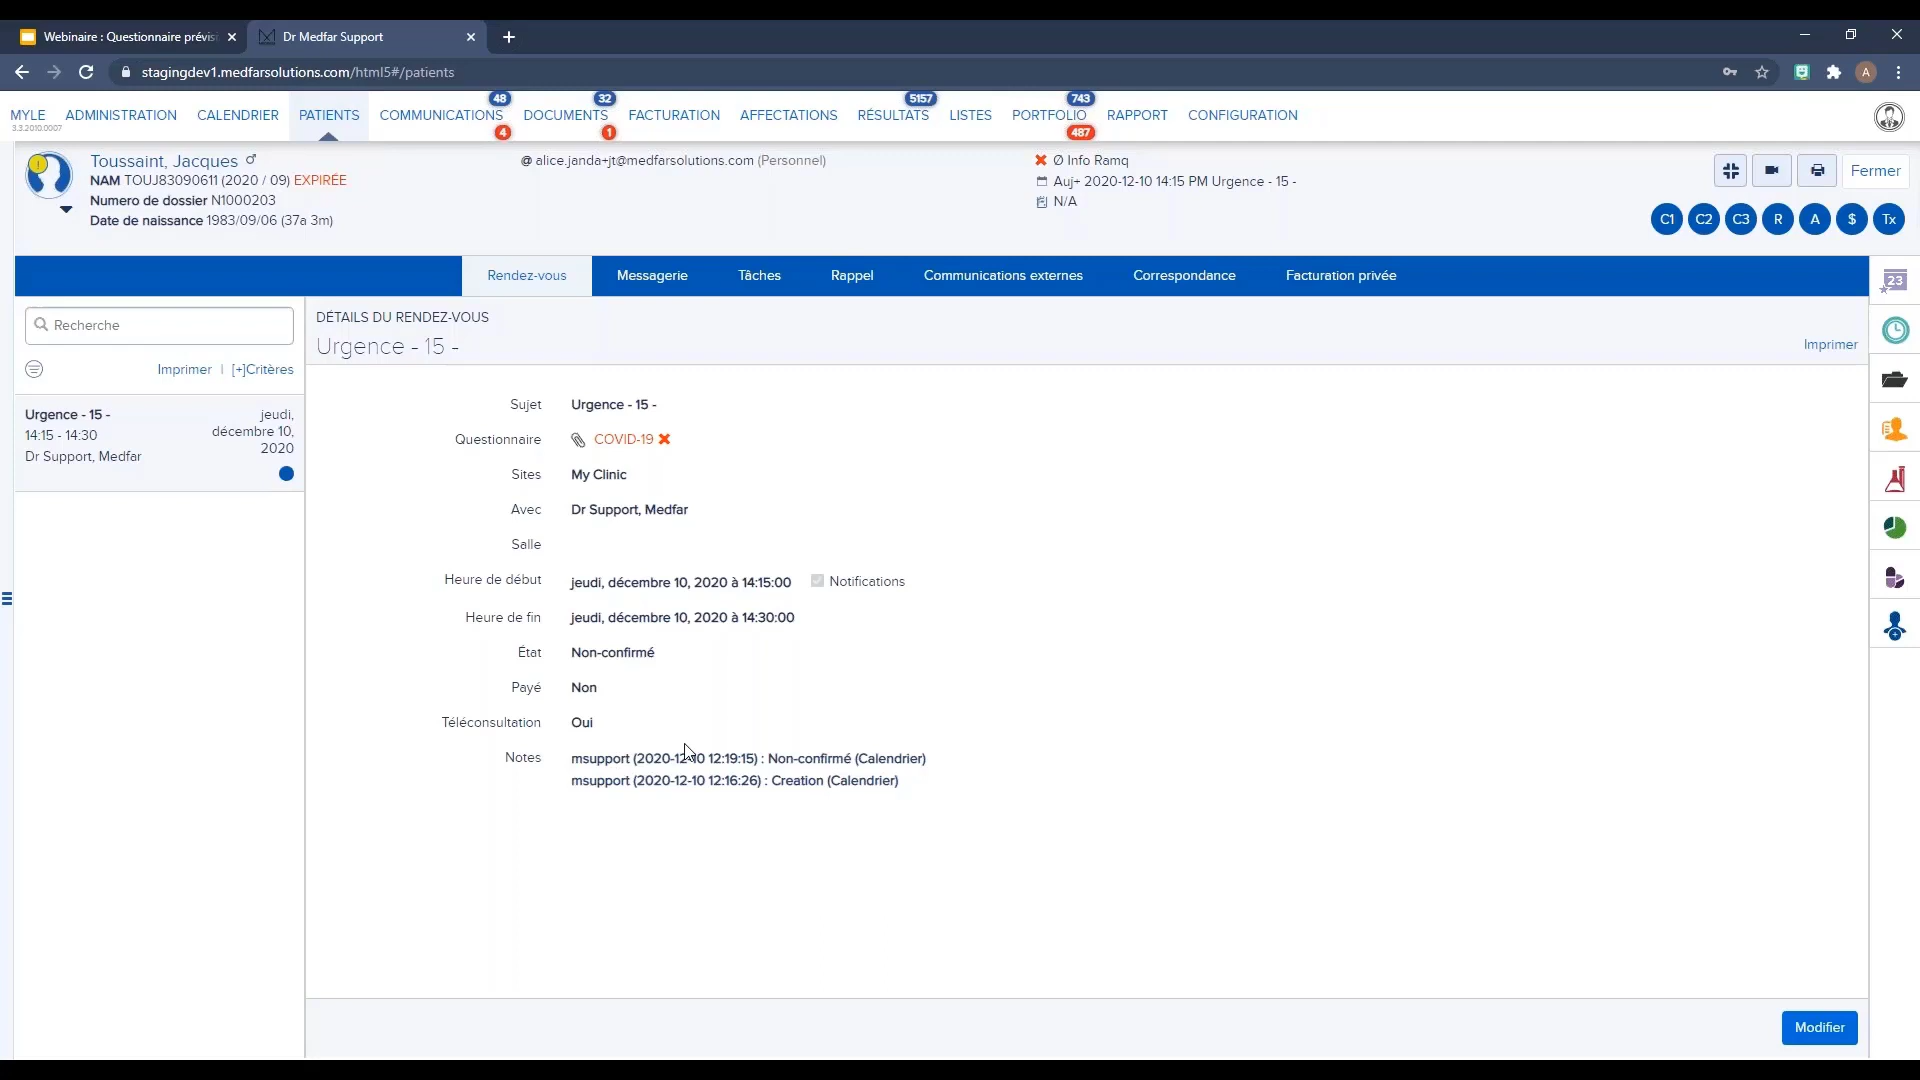 Webinaire : Questionnaire prévis
Dr Medfar Support
stagingdev1.medfarsolutions.com/html5#/patients
A
48 32 5157 743
MYLE ADMINISTRATION CALENDRIER PATIENTS COMMUNICATIONS DOCUMENTS FACTURATION AFFECTATIONS RÉSULTATS LISTES PORTFOLIO RAPPORT CONFIGURATION
3.3.2010.0007
4 1 487
Toussaint, Jacques ♂
NAM TOUJ83090611 (2020 / 09) EXPIRÉE
Numero de dossier N1000203
Date de naissance 1983/09/06 (37a 3m)
@ alice.janda+jt@medfarsolutions.com (Personnel)
Ø Info Ramq
Auj+ 2020-12-10 14:15 PM Urgence - 15 -
N/A
Fermer
C1 C2 C3 R A $ Tx
Rendez-vous Messagerie Tâches Rappel Communications externes Correspondance Facturation privée
23
Recherche
Imprimer | [+]Critères
Urgence - 15 - jeudi,
14:15 - 14:30 décembre 10,
Dr Support, Medfar 2020
DÉTAILS DU RENDEZ-VOUS
Urgence - 15 -
Imprimer
Sujet Urgence - 15 -
Questionnaire COVID-19
Sites My Clinic
Avec Dr Support, Medfar
Salle
Heure de début jeudi, décembre 10, 2020 à 14:15:00 Notifications
Heure de fin jeudi, décembre 10, 2020 à 14:30:00
État Non-confirmé
Payé Non
Téléconsultation Oui
Notes msupport (2020-12-10 12:19:15) : Non-confirmé (Calendrier)
msupport (2020-12-10 12:16:26) : Creation (Calendrier)
Modifier